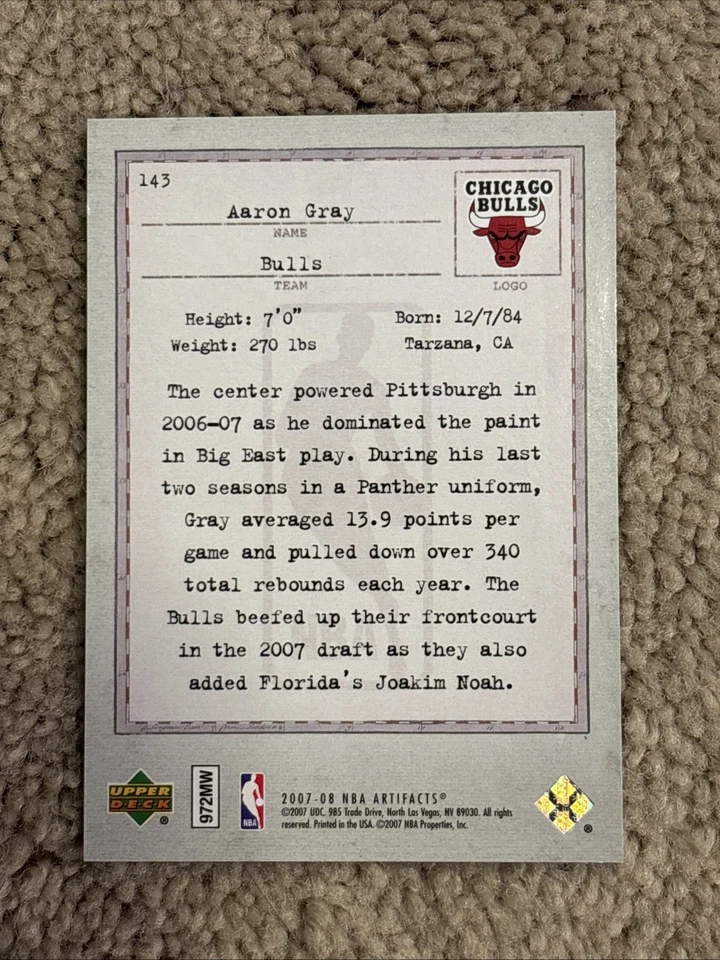 143
CHICAGO
BULLS
Aaron Gray
NAME
Bulls
TEAM
LOGO
Height: 7'0"
Born: 12/7/84
Weight: 270 lbs
Tarzana, CA
The center powered Pittsburgh in
2006-07 as he dominated the paint
in Big East play. During his last
two seasons in a Panther uniform,
Gray averaged 13.9 points per
game and pulled down over 340
total rebounds each year. The
Bulls beefed up their frontcourt
in the 2007 draft as they also
added Florida's Joakim Noah.
UPPER
DECK
®
972MW
NBA
2007-08 NBA ARTIFACTS®
©2007 UDC. 985 Trade Drive, North Las Vegas, NV 89030. All rights
reserved. Printed in the USA. ©2007 NBA Properties, Inc.
®